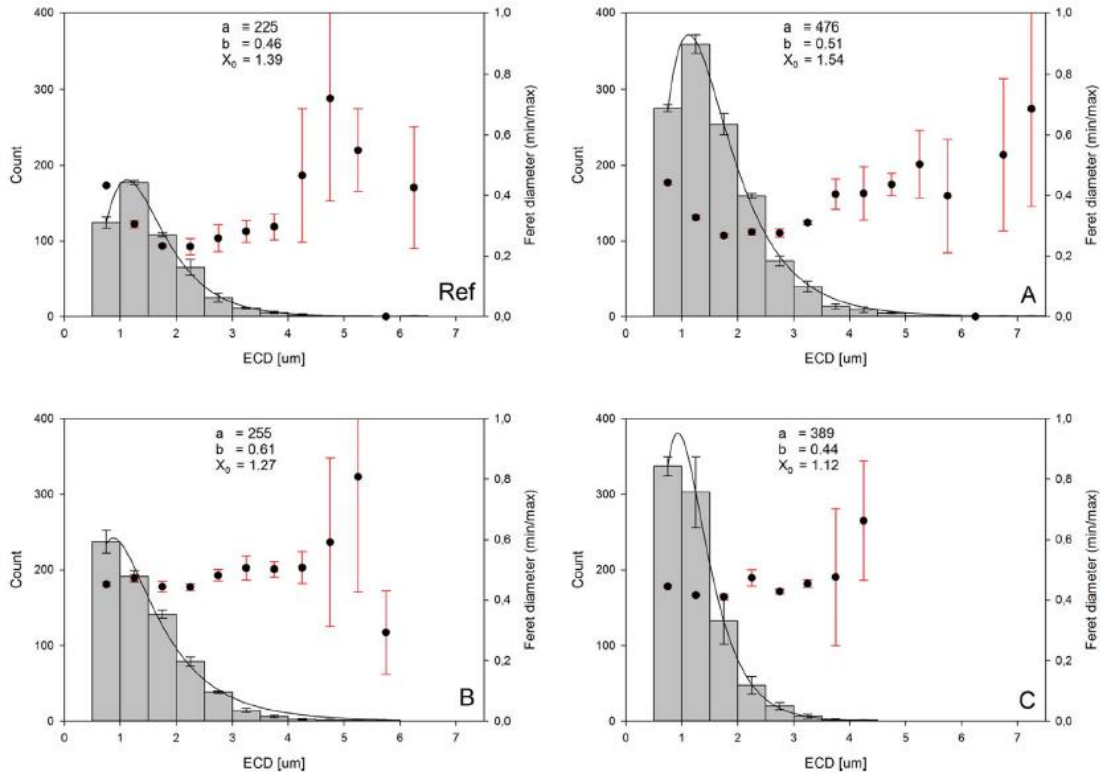 a = 225
b = 0.46
X₀ = 1.39
400
300
200
100
0
Count
1,0
0,8
0,6
0,4
0,2
0,0
Feret diameter (min/max)
Ref
0 1 2 3 4 5 6 7
ECD [um]
a = 476
b = 0.51
X₀ = 1.54
400
300
200
100
0
Count
1,0
0,8
0,6
0,4
0,2
0,0
Feret diameter (min/max)
A
0 1 2 3 4 5 6 7
ECD [um]
a = 255
b = 0.61
X₀ = 1.27
400
300
200
100
0
Count
1,0
0,8
0,6
0,4
0,2
0,0
Feret diameter (min/max)
B
0 1 2 3 4 5 6 7
ECD [um]
a = 389
b = 0.44
X₀ = 1.12
400
300
200
100
0
Count
1,0
0,8
0,6
0,4
0,2
0,0
Feret diameter (min/max)
C
0 1 2 3 4 5 6 7
ECD [um]